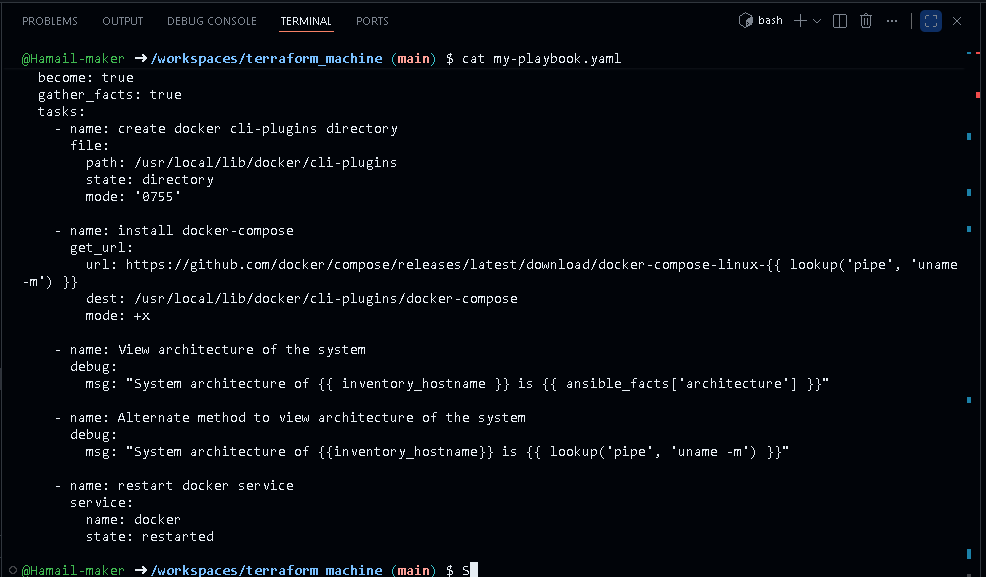 PROBLEMS OUTPUT DEBUG CONSOLE TERMINAL PORTS bash
@Hamail-maker ➜ /workspaces/terraform_machine (main) $ cat my-playbook.yaml
become: true
gather_facts: true
tasks:
- name: create docker cli-plugins directory
file:
path: /usr/local/lib/docker/cli-plugins
state: directory
mode: '0755'
- name: install docker-compose
get_url:
url: https://github.com/docker/compose/releases/latest/download/docker-compose-linux-{{ lookup('pipe', 'uname
-m') }}
dest: /usr/local/lib/docker/cli-plugins/docker-compose
mode: +x
- name: View architecture of the system
debug:
msg: "System architecture of {{ inventory_hostname }} is {{ ansible_facts['architecture'] }}"
- name: Alternate method to view architecture of the system
debug:
msg: "System architecture of {{inventory_hostname}} is {{ lookup('pipe', 'uname -m') }}"
- name: restart docker service
service:
name: docker
state: restarted
@Hamail-maker ➜ /workspaces/terraform_machine (main) $ S